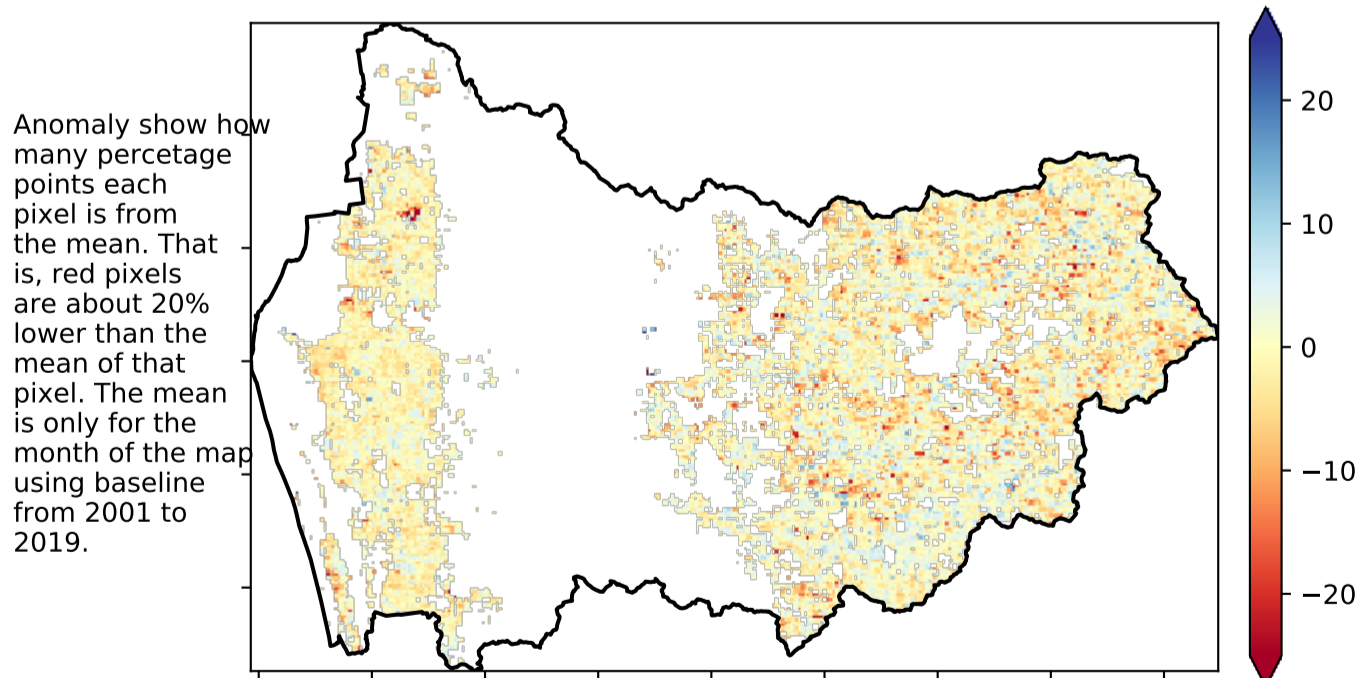 Anomaly show how
many percetage
points each
pixel is from
the mean. That
is, red pixels
are about 20%
lower than the
mean of that
pixel. The mean
is only for the
month of the map
using baseline
from 2001 to
2019.
20
10
0
−10
−20